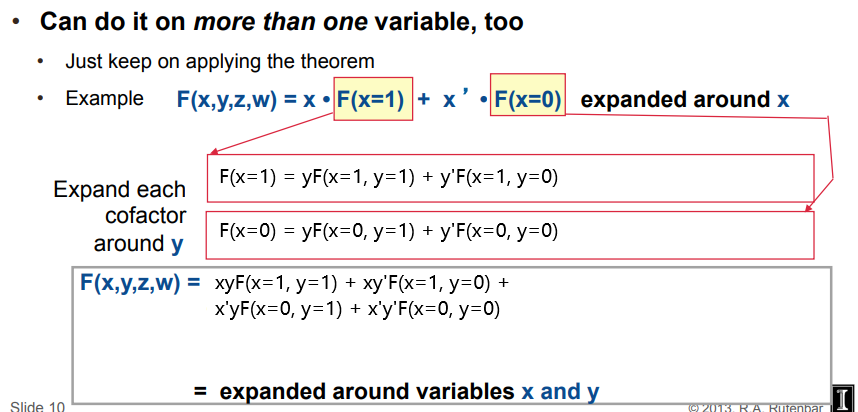 • Can do it on more than one variable, too
• Just keep on applying the theorem
• Example F(x,y,z,w) = x • F(x=1) + x’ • F(x=0) expanded around x
F(x=1) = yF(x=1, y=1) + y'F(x=1, y=0)
Expand each
cofactor
around y
F(x=0) = yF(x=0, y=1) + y'F(x=0, y=0)
F(x,y,z,w) = xyF(x=1, y=1) + xy'F(x=1, y=0) +
x'yF(x=0, y=1) + x'y'F(x=0, y=0)
= expanded around variables x and y
Slide 10
© 2013, R.A. Rutenbar
I